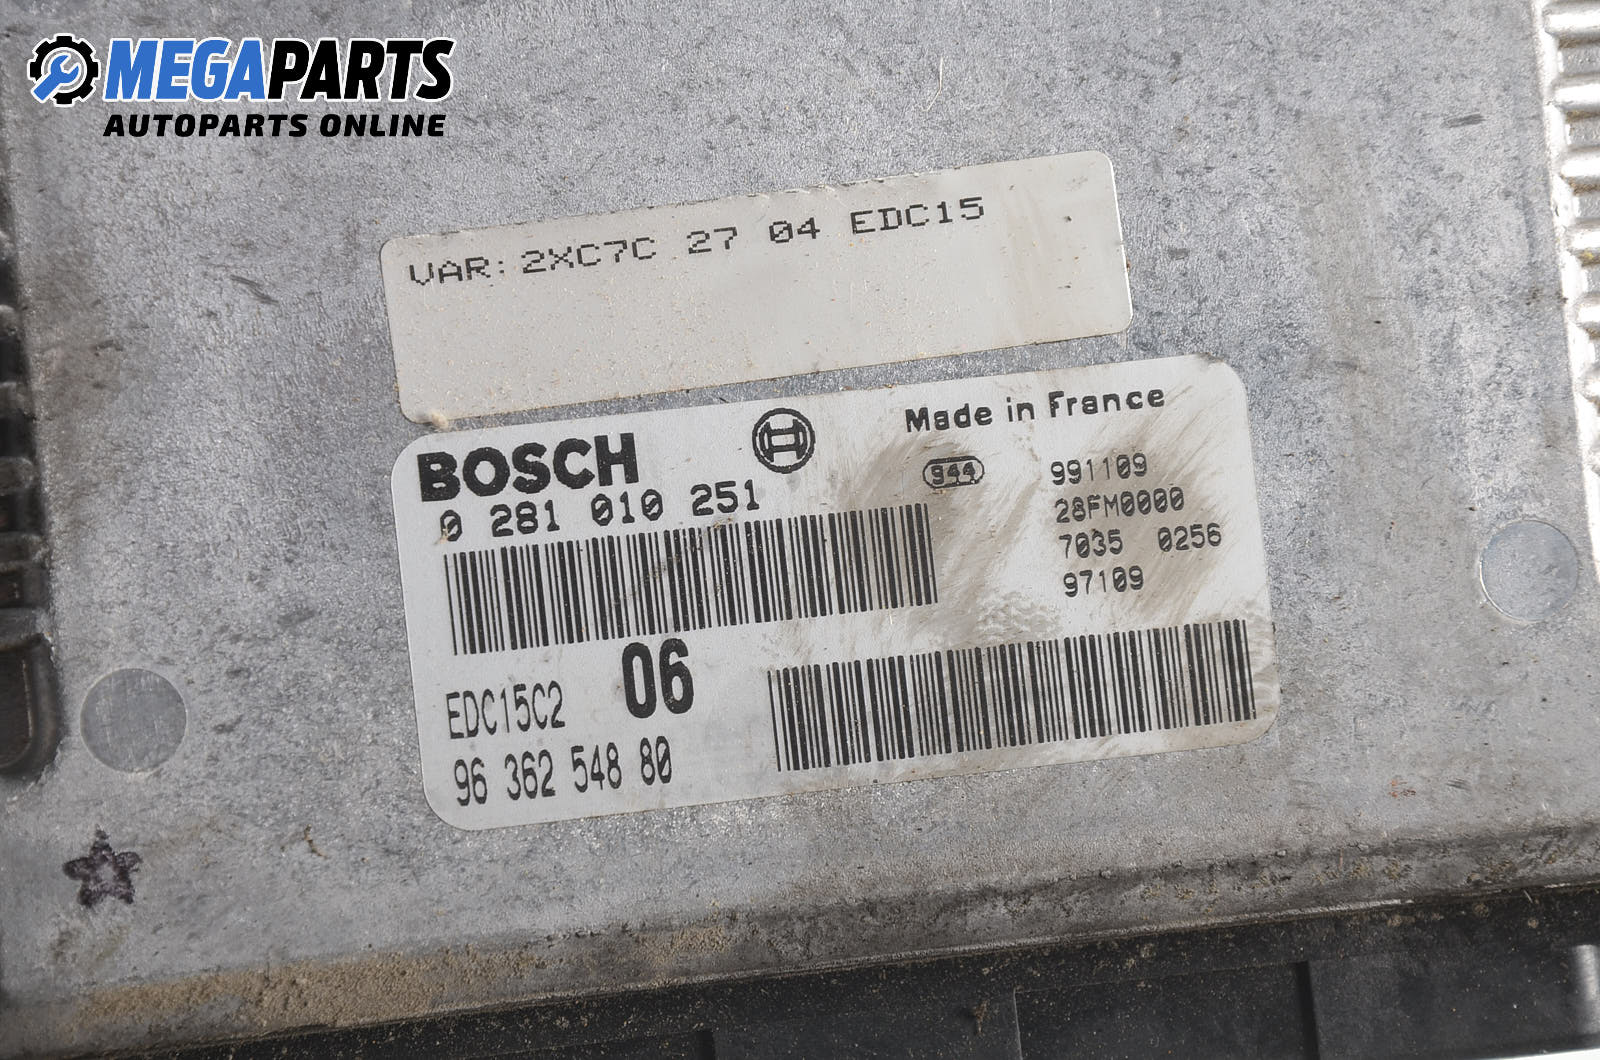 MEGAPARTS
AUTOPARTS ONLINE
VAR:2XC7C 27 04 EDC15
BOSCH
Made in France
0 281 010 251
944
991109
28FM0000
7035 0256
97109
EDC15C2
06
96 362 548 80